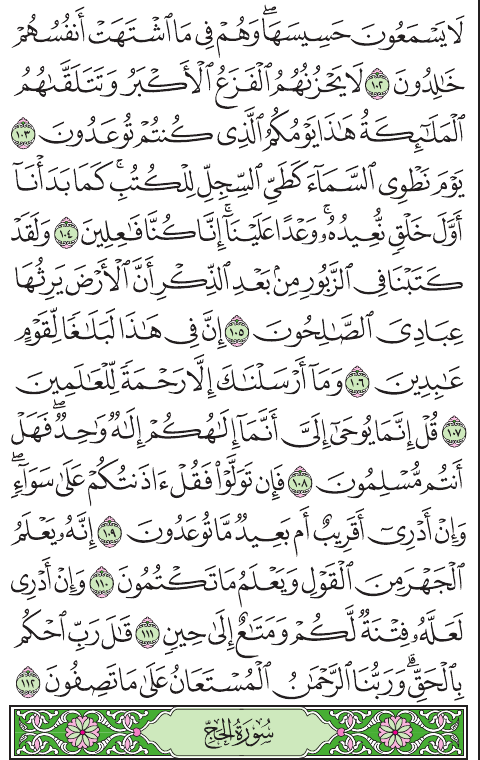 لَا يَسْمَعُونَ حَسِيسَهَا ۖ وَهُمْ فِي مَا ٱشْتَهَتْ أَنفُسُهُمْ
خَـٰلِدُونَ ١٠٢ لَا يَحْزُنُهُمُ ٱلْفَزَعُ ٱلْأَكْبَرُ وَتَتَلَقَّىٰهُمُ
ٱلْمَلَـٰٓئِكَةُ هَـٰذَا يَوْمُكُمُ ٱلَّذِي كُنتُمْ تُوعَدُونَ ١٠٣
يَوْمَ نَطْوِي ٱلسَّمَآءَ كَطَيِّ ٱلسِّجِلِّ لِلْكُتُبِ ۚ كَمَا بَدَأْنَآ
أَوَّلَ خَلْقٍ نُّعِيدُهُۥ ۚ وَعْدًا عَلَيْنَآ ۚ إِنَّا كُنَّا فَـٰعِلِينَ ١٠٤ وَلَقَدْ
كَتَبْنَا فِي ٱلزَّبُورِ مِنۢ بَعْدِ ٱلذِّكْرِ أَنَّ ٱلْأَرْضَ يَرِثُهَا
عِبَادِيَ ٱلصَّـٰلِحُونَ ١٠٥ إِنَّ فِي هَـٰذَا لَبَلَـٰغًا لِّقَوْمٍ
عَـٰبِدِينَ ١٠٦ وَمَآ أَرْسَلْنَـٰكَ إِلَّا رَحْمَةً لِّلْعَـٰلَمِينَ
١٠٧ قُلْ إِنَّمَا يُوحَىٰٓ إِلَيَّ أَنَّمَآ إِلَـٰهُكُمْ إِلَـٰهٌ وَٰحِدٌ ۖ فَهَلْ
أَنتُم مُّسْلِمُونَ ١٠٨ فَإِن تَوَلَّوْا۟ فَقُلْ ءَاذَنتُكُمْ عَلَىٰ سَوَآءٍ ۖ
وَإِنْ أَدْرِيٓ أَقَرِيبٌ أَم بَعِيدٌ مَّا تُوعَدُونَ ١٠٩ إِنَّهُۥ يَعْلَمُ
ٱلْجَهْرَ مِنَ ٱلْقَوْلِ وَيَعْلَمُ مَا تَكْتُمُونَ ١١٠ وَإِنْ أَدْرِي
لَعَلَّهُۥ فِتْنَةٌ لَّكُمْ وَمَتَـٰعٌ إِلَىٰ حِينٍ ١١١ قَـٰلَ رَبِّ ٱحْكُم
بِٱلْحَقِّ ۗ وَرَبُّنَا ٱلرَّحْمَـٰنُ ٱلْمُسْتَعَانُ عَلَىٰ مَا تَصِفُونَ ١١٢
سُورَةُ الحَجِّ